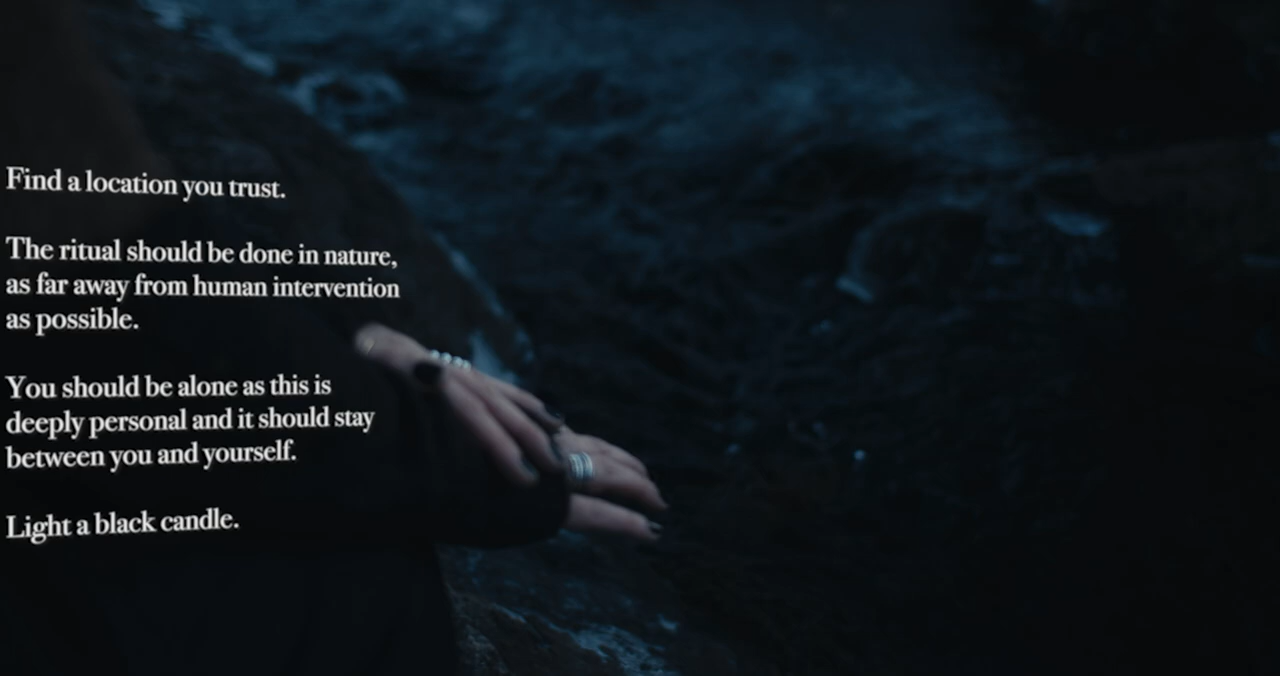 Find a location you trust.
The ritual should be done in nature,
as far away from human intervention
as possible.
You should be alone as this is
deeply personal and it should stay
between you and yourself.
Light a black candle.